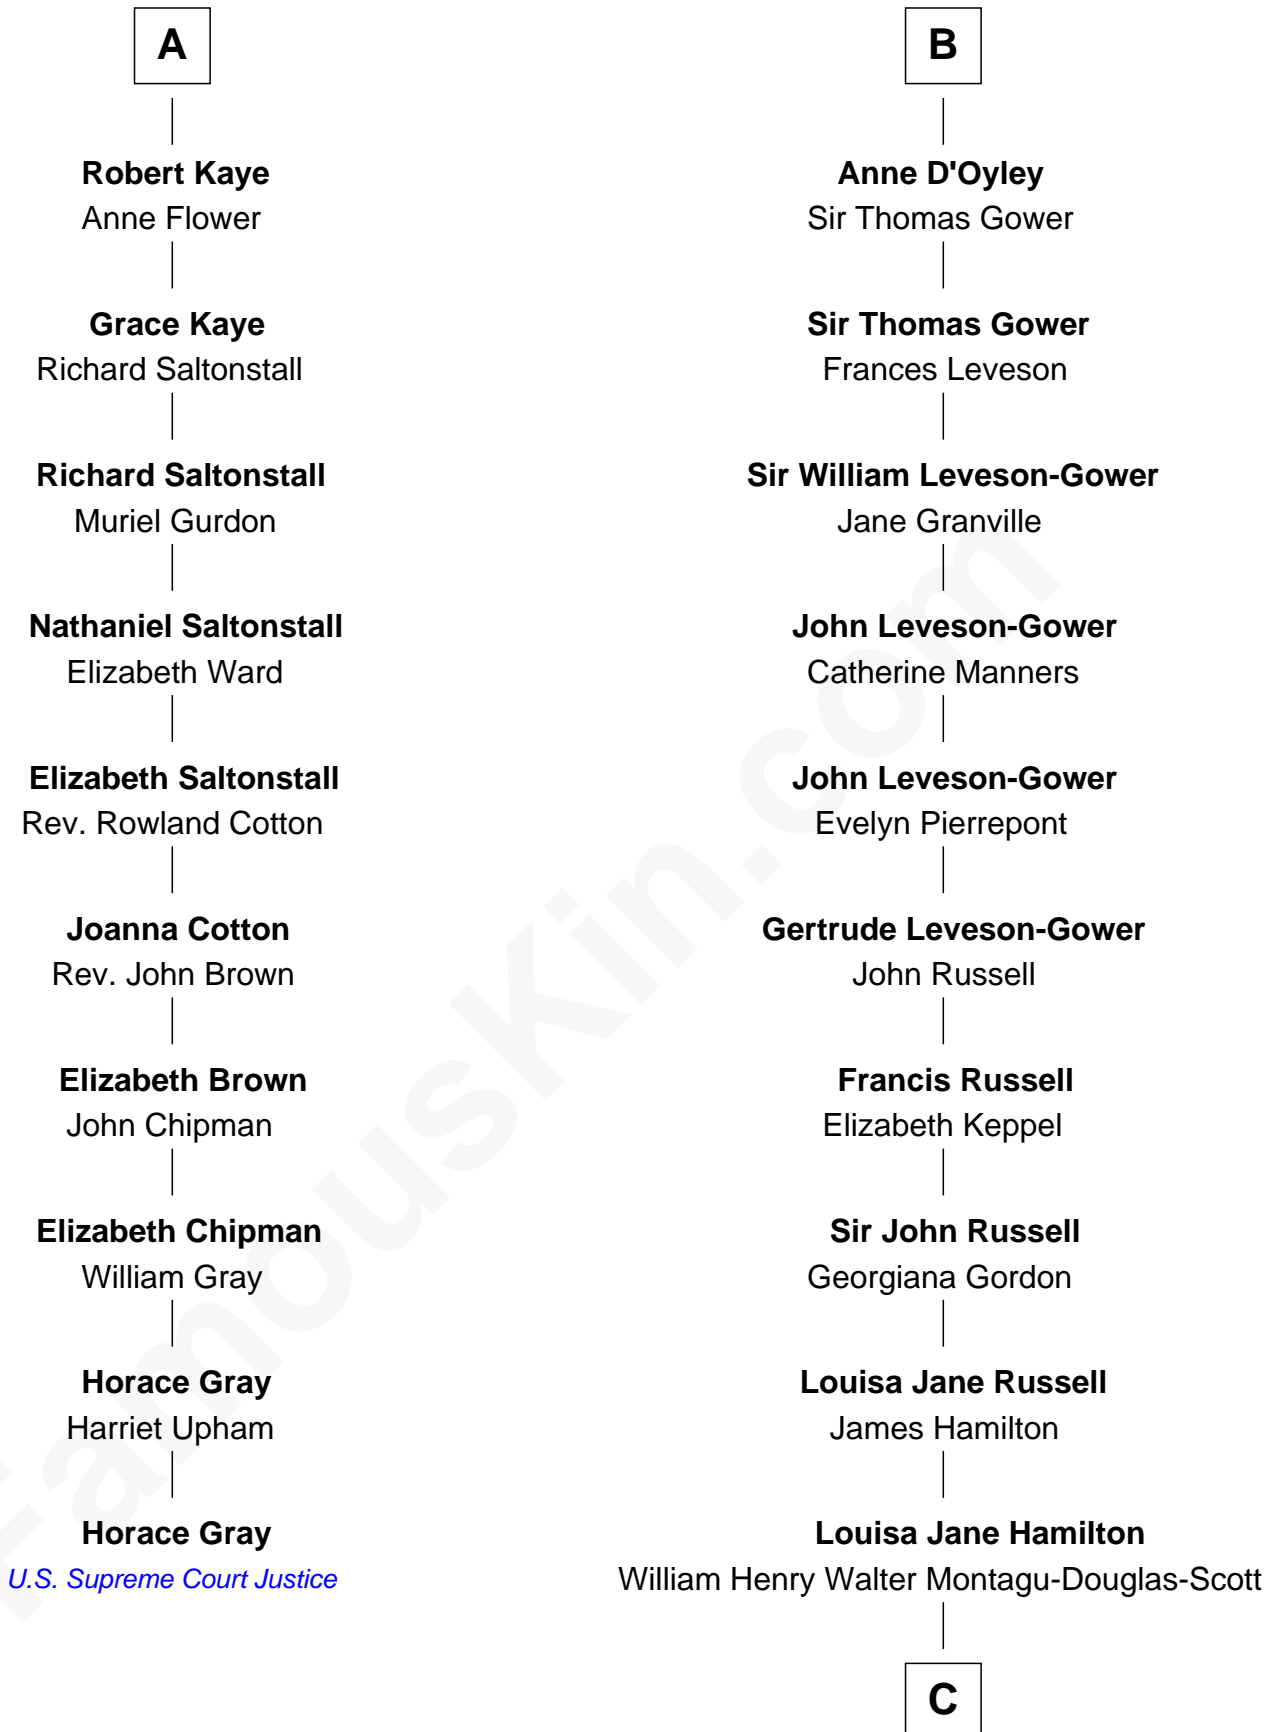 A
Robert Kaye
Anne Flower
Grace Kaye
Richard Saltonstall
Richard Saltonstall
Muriel Gurdon
Nathaniel Saltonstall
Elizabeth Ward
Elizabeth Saltonstall
Rev. Rowland Cotton
Joanna Cotton
Rev. John Brown
Elizabeth Brown
John Chipman
Elizabeth Chipman
William Gray
Horace Gray
Harriet Upham
Horace Gray
U.S. Supreme Court Justice
B
Anne D'Oyley
Sir Thomas Gower
Sir Thomas Gower
Frances Leveson
Sir William Leveson-Gower
Jane Granville
John Leveson-Gower
Catherine Manners
John Leveson-Gower
Evelyn Pierrepont
Gertrude Leveson-Gower
John Russell
Francis Russell
Elizabeth Keppel
Sir John Russell
Georgiana Gordon
Louisa Jane Russell
James Hamilton
Louisa Jane Hamilton
William Henry Walter Montagu-Douglas-Scott
C
FamousKin.com